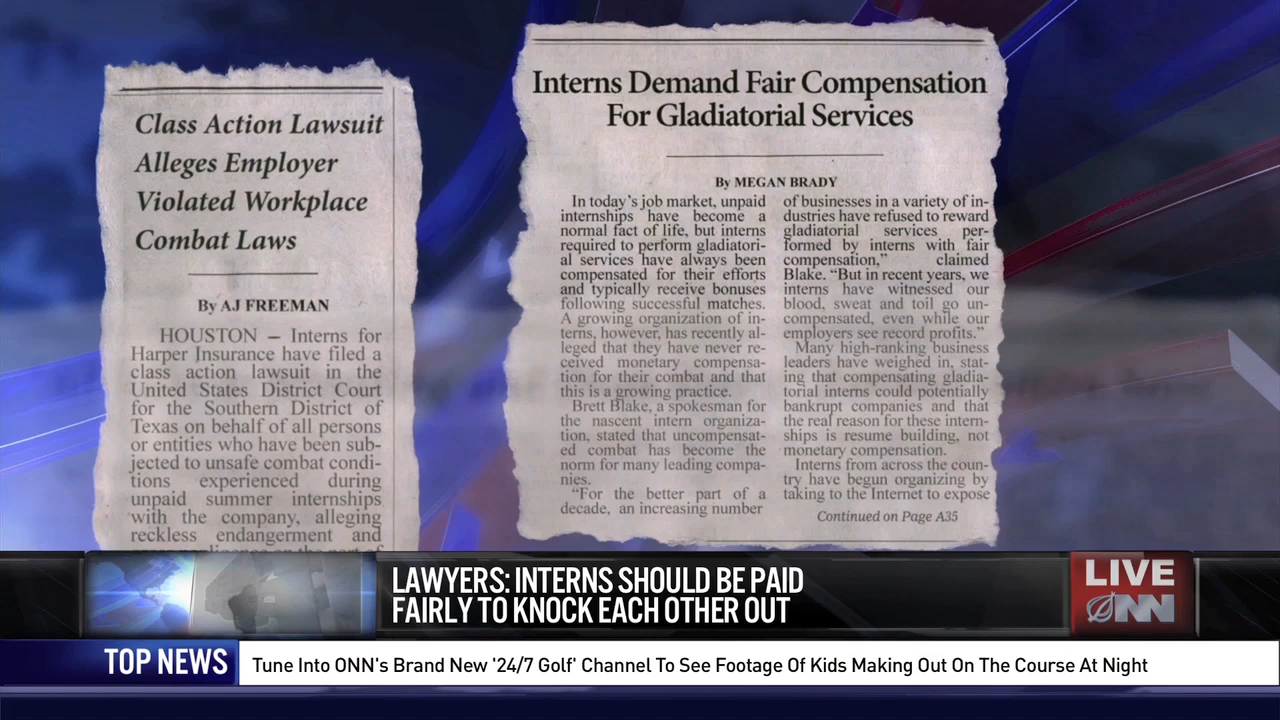 Class Action Lawsuit
Alleges Employer
Violated Workplace
Combat Laws
By AJ FREEMAN
HOUSTON — Interns for
Harper Insurance have filed a
class action lawsuit in the
United States District Court
for the Southern District of
Texas on behalf of all persons
or entities who have been sub-
jected to unsafe combat condi-
tions experienced during
unpaid summer internships
with the company, alleging
reckless endangerment and
Interns Demand Fair Compensation
For Gladiatorial Services
By MEGAN BRADY
In today's job market, unpaid
internships have become a
normal fact of life, but interns
required to perform gladiatori-
al services have always been
compensated for their efforts
and typically receive bonuses
following successful matches.
A growing organization of in-
terns, however, has recently al-
leged that they have never re-
ceived monetary compensa-
tion for their combat and that
this is a growing practice.
Brett Blake, a spokesman for
the nascent intern organiza-
tion, stated that uncompensat-
ed combat has become the
norm for many leading compa-
nies.
"For the better part of a
decade, an increasing number
of businesses in a variety of in-
dustries have refused to reward
gladiatorial services per-
formed by interns with fair
compensation," claimed
Blake. "But in recent years, we
interns have witnessed our
blood, sweat and toil go un-
compensated, even while our
employers see record profits."
Many high-ranking business
leaders have weighed in, stat-
ing that compensating gladia-
torial interns could potentially
bankrupt companies and that
the real reason for these intern-
ships is resume building, not
monetary compensation.
Interns from across the coun-
try have begun organizing by
taking to the Internet to expose
Continued on Page A35
LAWYERS: INTERNS SHOULD BE PAID
FAIRLY TO KNOCK EACH OTHER OUT
LIVE
ONN
TOP NEWS
Tune Into ONN's Brand New '24/7 Golf' Channel To See Footage Of Kids Making Out On The Course At Night